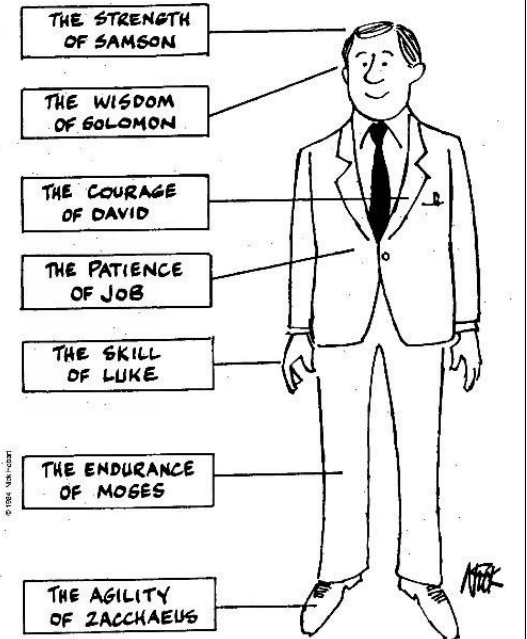 THE STRENGTH
OF SAMSON
THE WISDOM
OF SOLOMON
THE COURAGE
OF DAVID
THE PATIENCE
OF JOB
THE SKILL
OF LUKE
THE ENDURANCE
OF MOSES
THE AGILITY
OF ZACCHAEUS
Nick